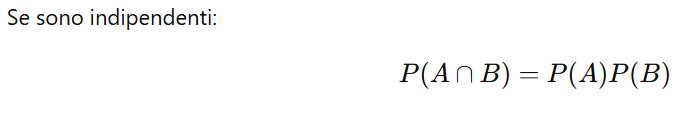 Se sono indipendenti:
P(A ∩ B) = P(A)P(B)